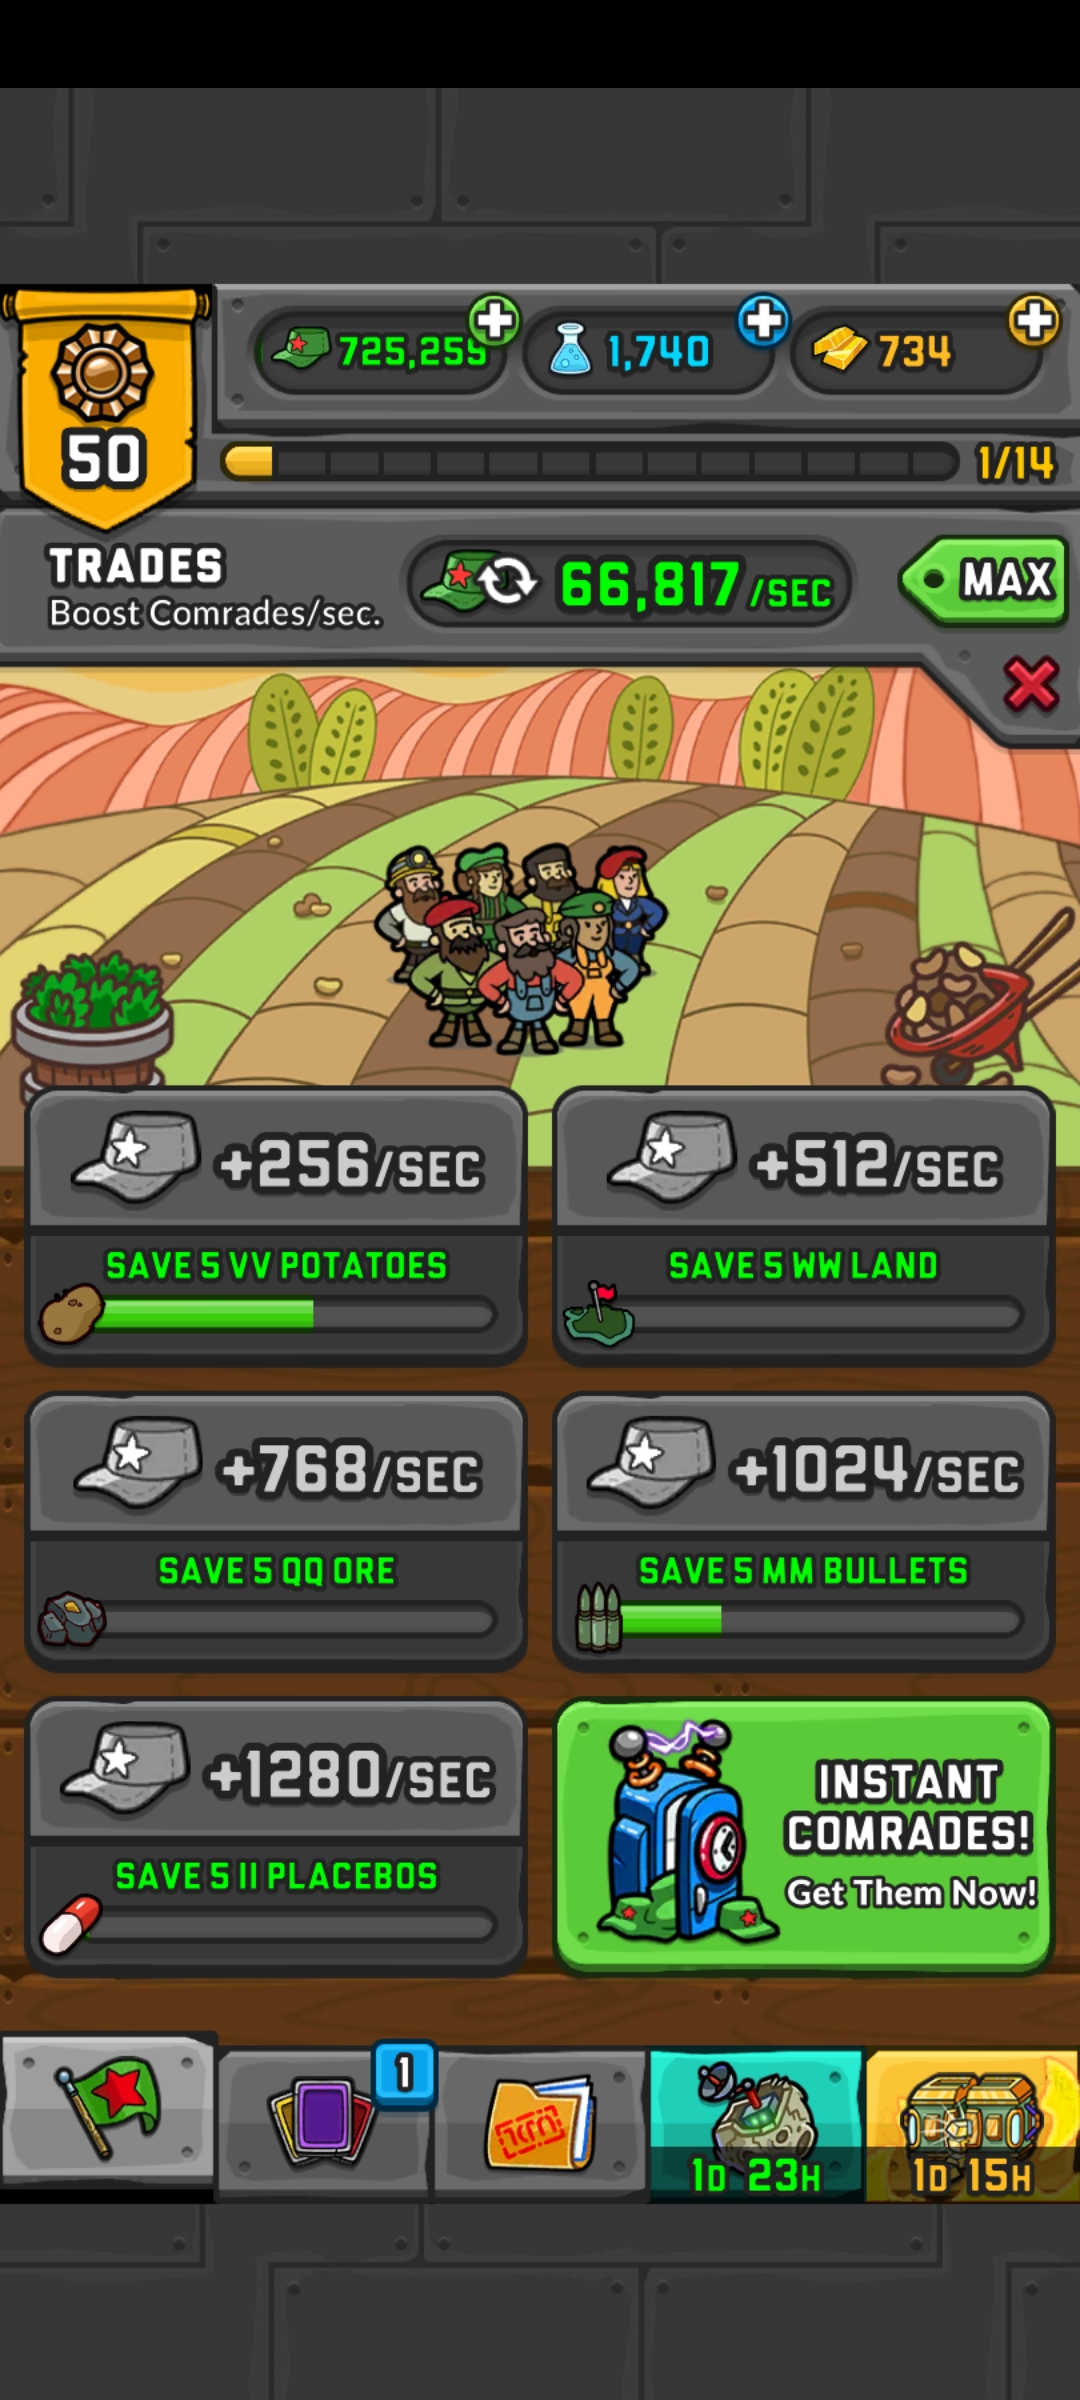 725,259
1,740
734
50
1/14
TRADES
Boost Comrades/sec.
66,817/SEC
MAX
+256/SEC
SAVE 5 VV POTATOES
+512/SEC
SAVE 5 WW LAND
+768/SEC
SAVE 5 QQ ORE
+1024/SEC
SAVE 5 MM BULLETS
+1280/SEC
SAVE 5 II PLACEBOS
INSTANT
COMRADES!
Get Them Now!
1
1D 23H
1D 15H